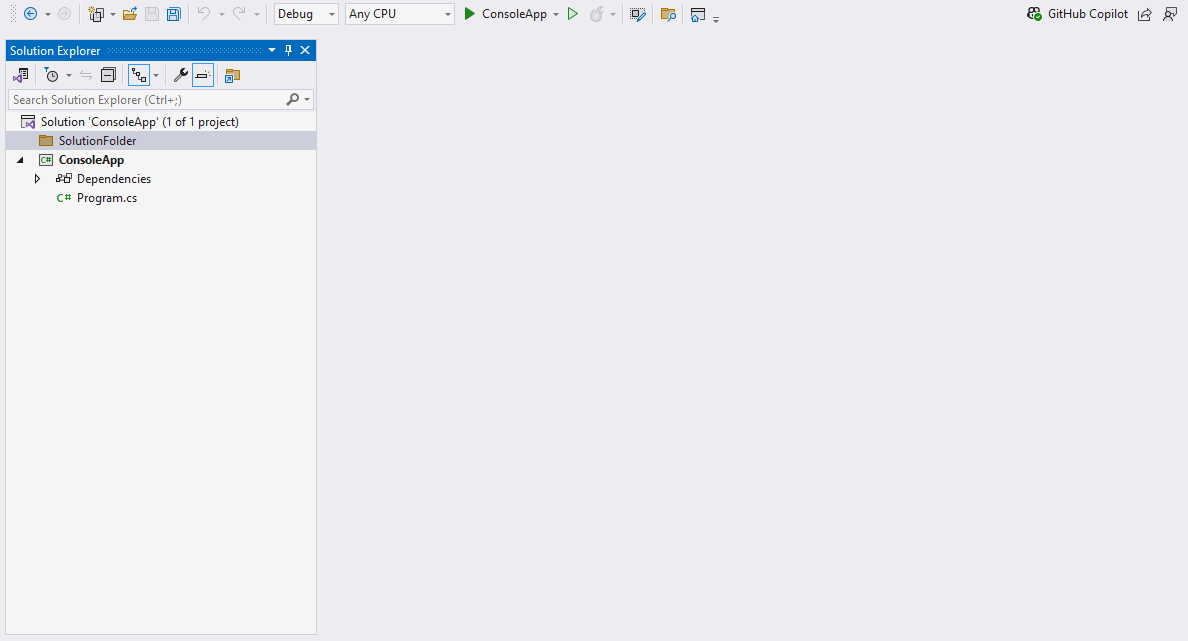 Debug Any CPU ConsoleApp GitHub Copilot
Solution Explorer
Search Solution Explorer (Ctrl+;)
Solution 'ConsoleApp' (1 of 1 project)
SolutionFolder
C# ConsoleApp
Dependencies
C# Program.cs